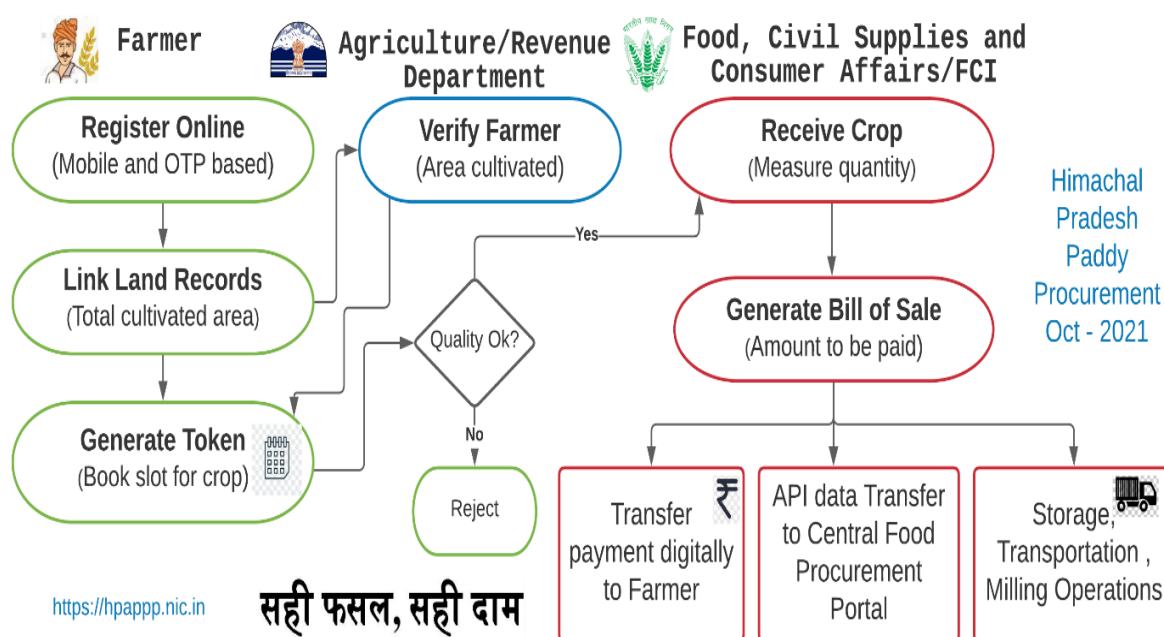 Farmer
Agriculture/Revenue
Department
Food, Civil Supplies and
Consumer Affairs/FCI
Register Online
(Mobile and OTP based)
Verify Farmer
(Area cultivated)
Receive Crop
(Measure quantity)
Himachal
Pradesh
Paddy
Procurement
Oct - 2021
Yes
Link Land Records
(Total cultivated area)
Quality Ok?
Generate Bill of Sale
(Amount to be paid)
Generate Token
(Book slot for crop)
No
Reject
₹
Transfer
payment digitally
to Farmer
API data Transfer
to Central Food
Procurement
Portal
Storage,
Transportation ,
Milling Operations
https://hpappp.nic.in
सही फसल, सही दाम